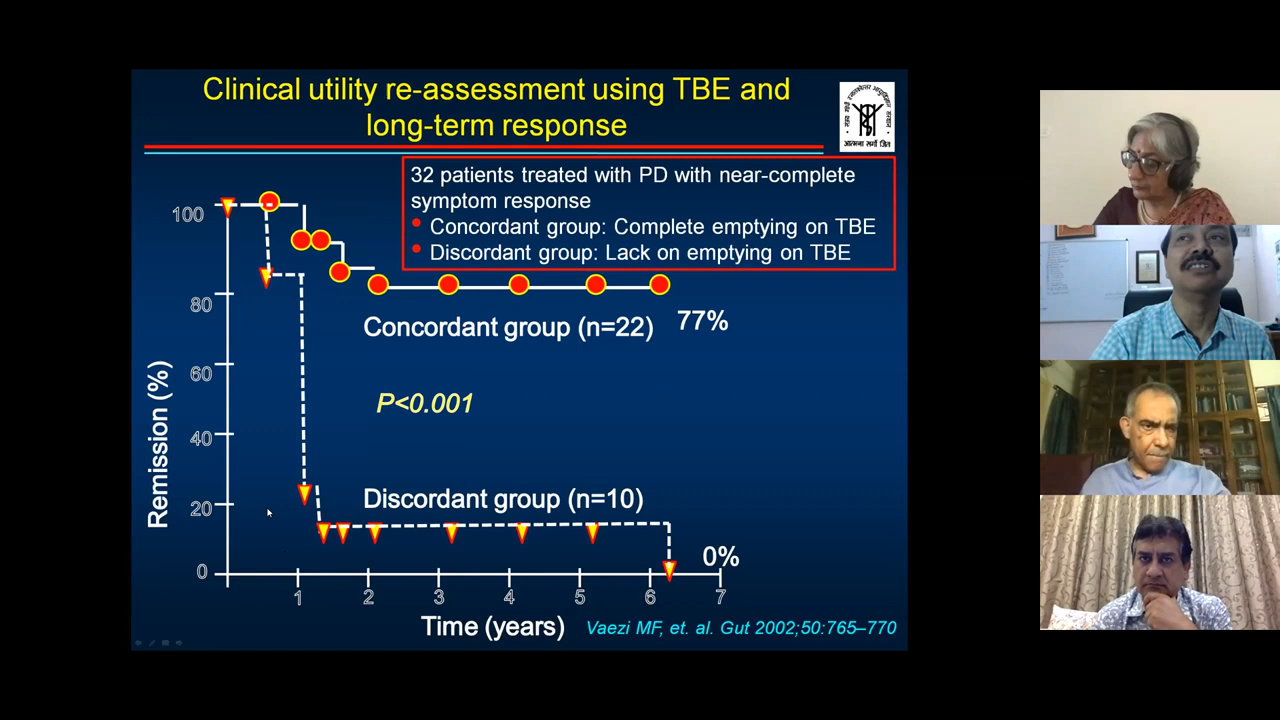 Clinical utility re-assessment using TBE and
long-term response
32 patients treated with PD with near-complete
symptom response
Concordant group: Complete emptying on TBE
Discordant group: Lack on emptying on TBE
100
80
60
40
20
0
Remission (%)
Concordant group (n=22)
77%
P<0.001
Discordant group (n=10)
0%
1 2 3 4 5 6 7
Time (years)
Vaezi MF, et. al. Gut 2002;50:765–770